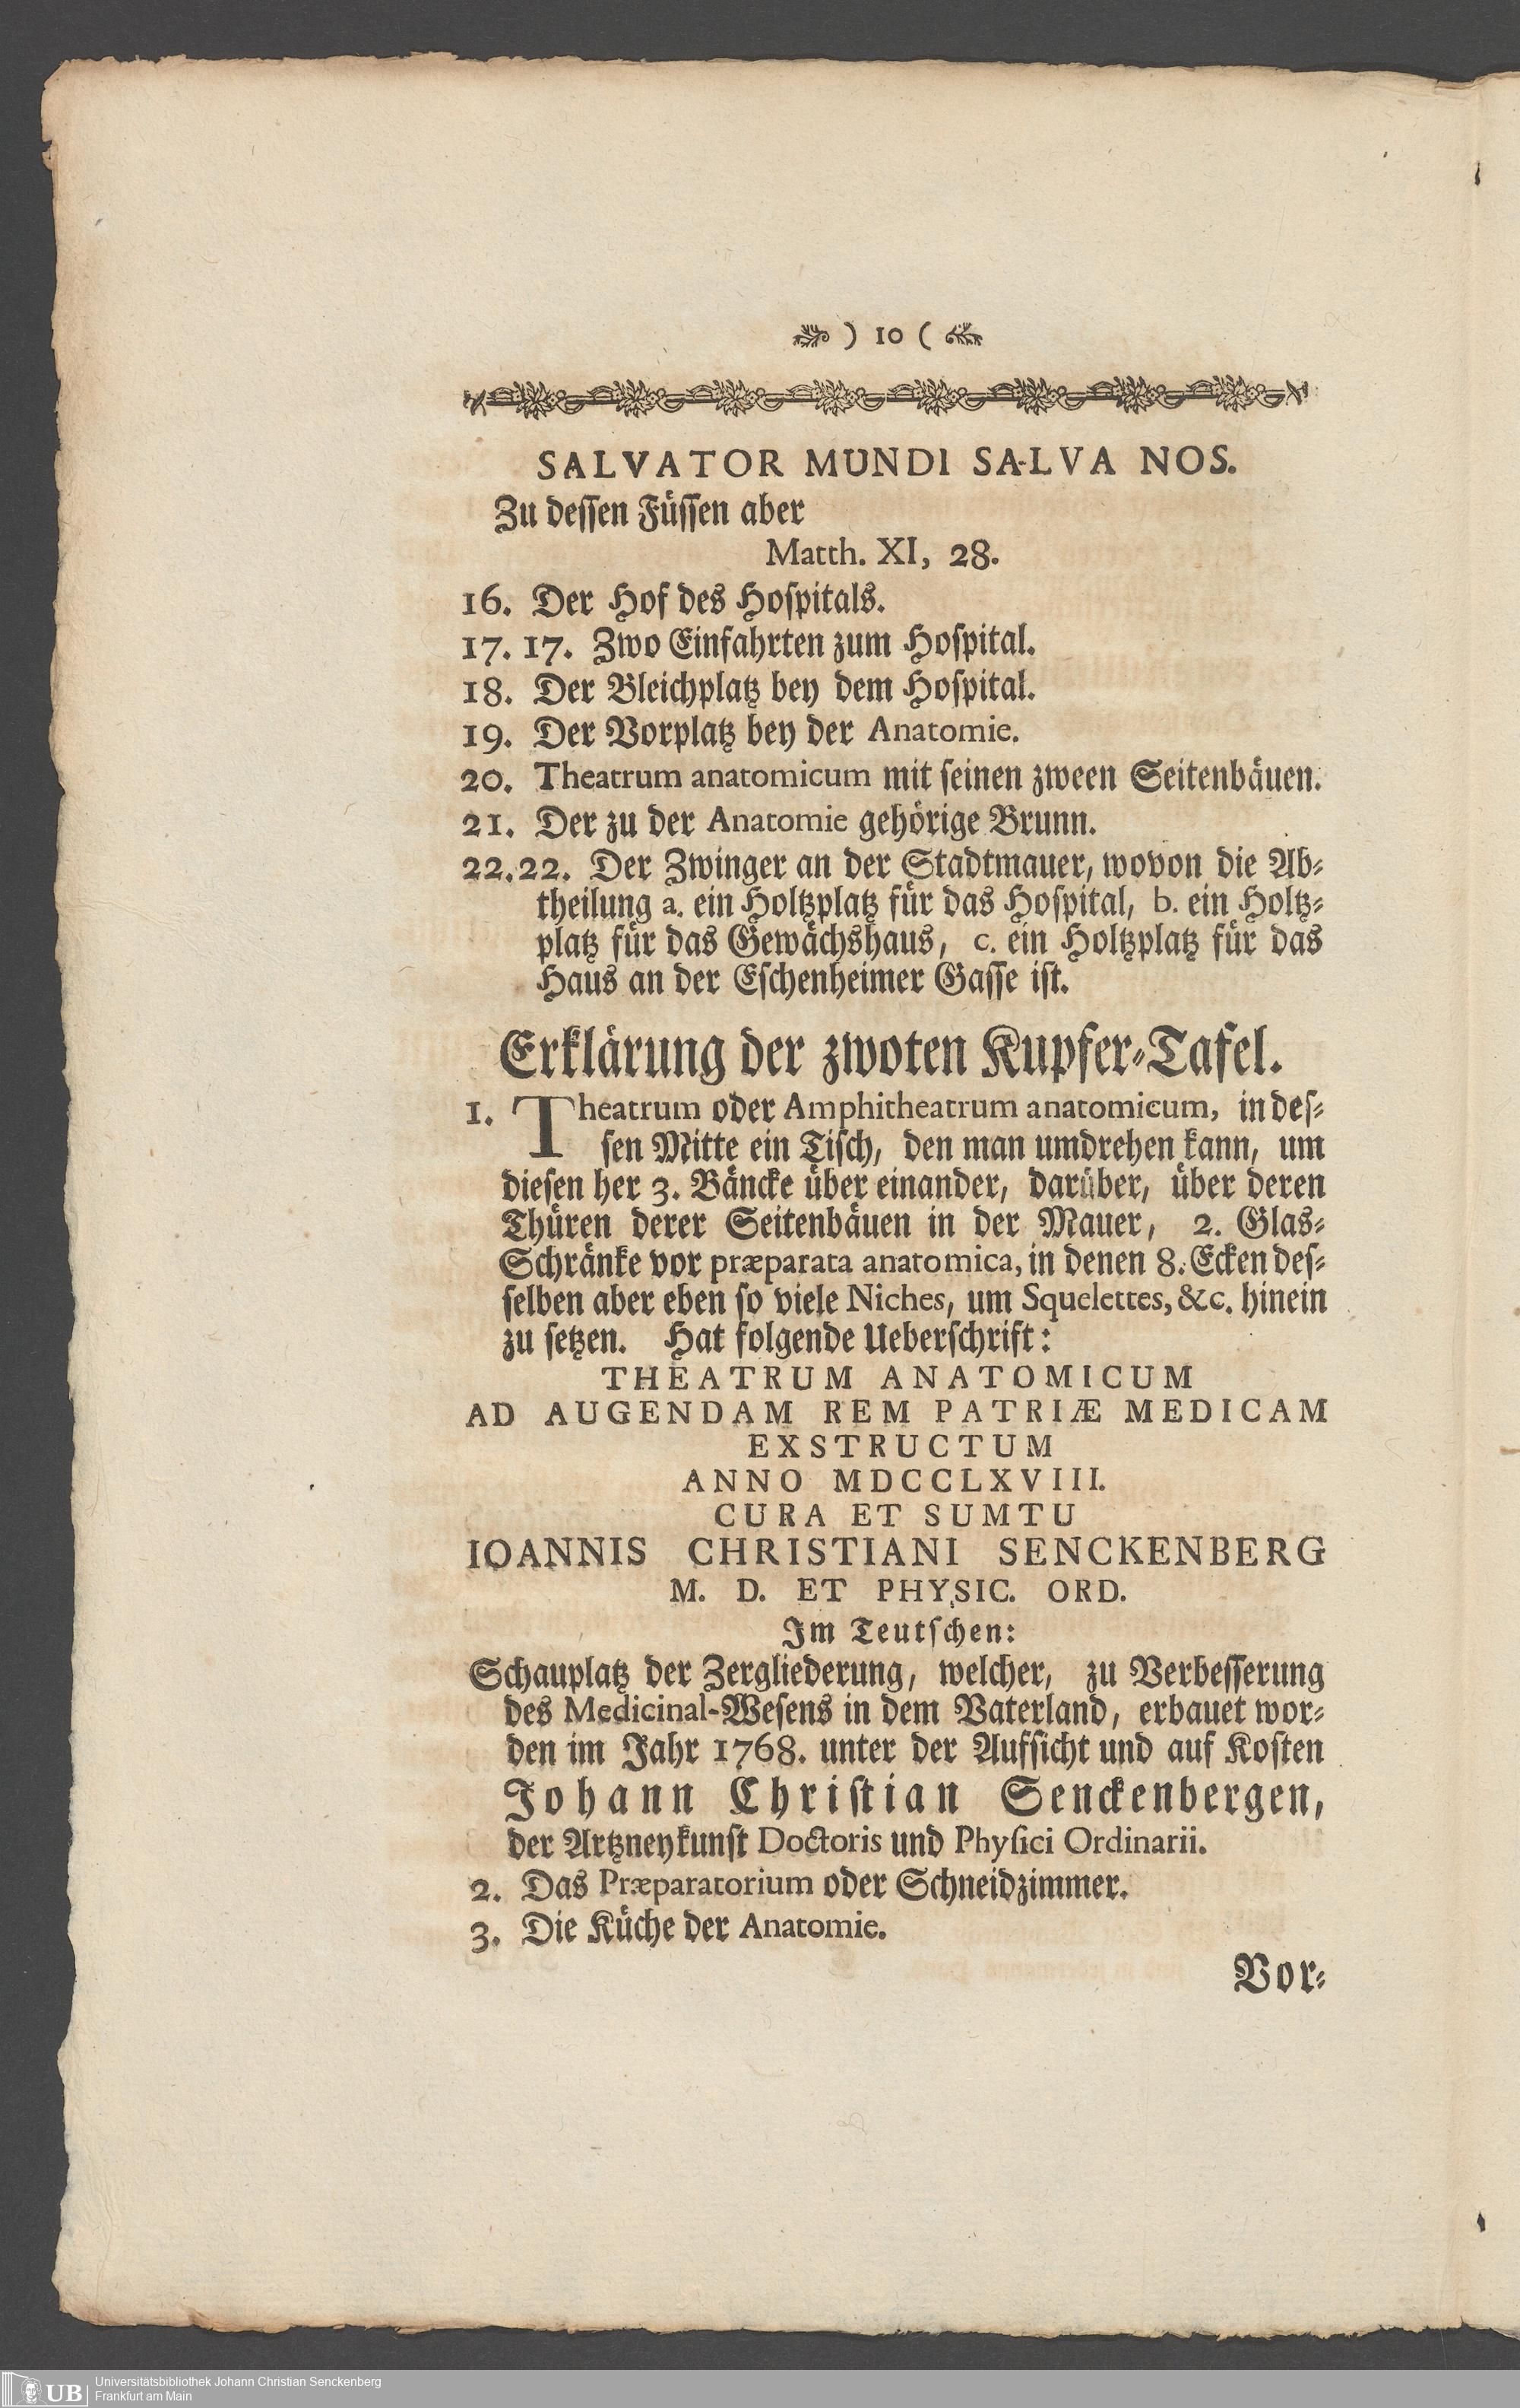 ) 10 (
SALVATOR MUNDI SALVA NOS.
Zu dessen Füssen aber
Matth. XI, 28.
16. Der Hof des Hospitals.
17. 17. Zwo Einfahrten zum Hospital.
18. Der Bleichplatz bey dem Hospital.
19. Der Vorplatz bey der Anatomie.
20. Theatrum anatomicum mit seinen zween Seitenbäuen.
21. Der zu der Anatomie gehörige Brunn.
22. 22. Der Zwinger an der Stadtmauer, wovon die Ab-
theilung a. ein Holtzplatz für das Hospital, b. ein Holtz-
platz für das Gewächshaus, c. ein Holtzplatz für das
Haus an der Eschenheimer Gasse ist.
Erklärung der zwoten Kupfer-Tafel.
1. Theatrum oder Amphitheatrum anatomicum, in des-
sen Mitte ein Tisch, den man umdrehen kann, um
diesen her 3. Bäncke über einander, darüber, über deren
Thüren derer Seitenbäuen in der Mauer, 2. Glas-
Schränke vor præparata anatomica, in denen 8. Ecken des-
selben aber eben so viele Niches, um Squelettes, &c. hinein
zu setzen. Hat folgende Ueberschrift:
THEATRUM ANATOMICUM
AD AUGENDAM REM PATRIÆ MEDICAM
EXSTRUCTUM
ANNO MDCCLXVIII.
CURA ET SUMTU
IOANNIS CHRISTIANI SENCKENBERG
M. D. ET PHYSIC. ORD.
Im Teutschen:
Schauplatz der Zergliederung, welcher, zu Verbesserung
des Medicinal-Wesens in dem Vaterland, erbauet wor-
den im Jahr 1768. unter der Aufsicht und auf Kosten
Johann Christian Senckenbergen,
der Artzneykunst Doctoris und Physici Ordinarii.
2. Das Præparatorium oder Schneidzimmer.
3. Die Küche der Anatomie.
Vor-
UB
Universitätsbibliothek Johann Christian Senckenberg
Frankfurt am Main